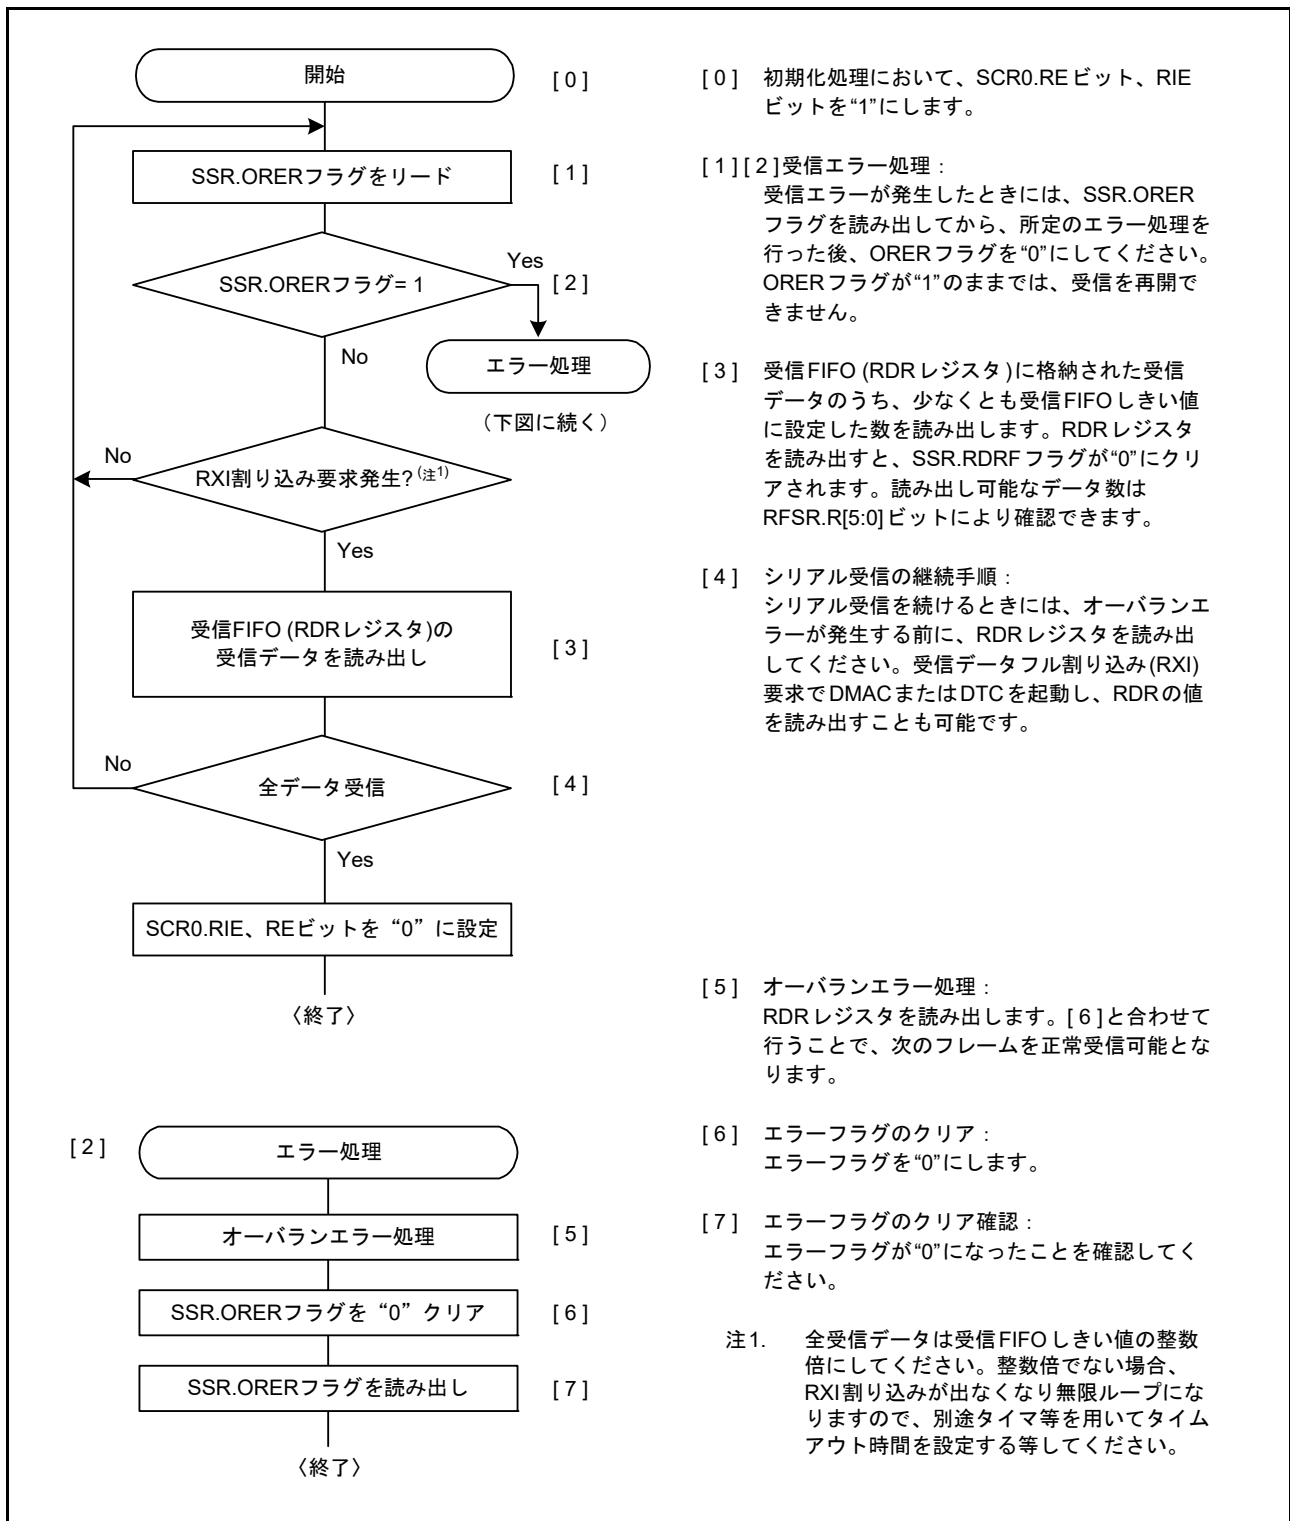 開始
[ 0 ]
SSR.ORERフラグをリード
[ 1 ]
SSR.ORERフラグ= 1
Yes
[ 2 ]
No
エラー処理
（下図に続く）
No
RXI割り込み要求発生?(注1)
Yes
受信FIFO (RDRレジスタ)の
受信データを読み出し
[ 3 ]
No
全データ受信
[ 4 ]
Yes
SCR0.RIE、REビットを“0”に設定
〈終了〉
[ 2 ]
エラー処理
オーバランエラー処理
[ 5 ]
SSR.ORERフラグを“0”クリア
[ 6 ]
SSR.ORERフラグを読み出し
[ 7 ]
〈終了〉
[ 0 ] 初期化処理において、SCR0.REビット、RIE
ビットを“1”にします。
[ 1 ][ 2 ]受信エラー処理：
受信エラーが発生したときには、SSR.ORER
フラグを読み出してから、所定のエラー処理を
行った後、ORERフラグを“0”にしてください。
ORERフラグが“1”のままでは、受信を再開で
きません。
[ 3 ] 受信FIFO (RDRレジスタ)に格納された受信
データのうち、少なくとも受信FIFOしきい値
に設定した数を読み出します。RDRレジスタ
を読み出すと、SSR.RDRFフラグが“0”にクリ
アされます。読み出し可能なデータ数は
RFSR.R[5:0]ビットにより確認できます。
[ 4 ] シリアル受信の継続手順：
シリアル受信を続けるときには、オーバランエ
ラーが発生する前に、RDRレジスタを読み出
してください。受信データフル割り込み(RXI)
要求でDMACまたはDTCを起動し、RDRの値
を読み出すことも可能です。
[ 5 ] オーバランエラー処理：
RDRレジスタを読み出します。[ 6 ]と合わせて
行うことで、次のフレームを正常受信可能とな
ります。
[ 6 ] エラーフラグのクリア：
エラーフラグを“0”にします。
[ 7 ] エラーフラグのクリア確認：
エラーフラグが“0”になったことを確認してく
ださい。
注1. 全受信データは受信FIFOしきい値の整数
倍にしてください。整数倍でない場合、
RXI割り込みが出なくなり無限ループにな
りますので、別途タイマ等を用いてタイム
アウト時間を設定する等してください。